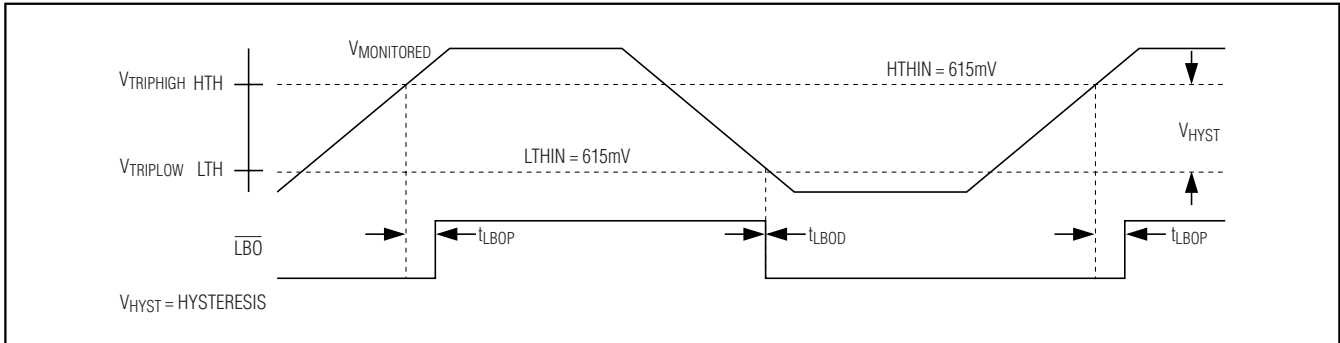 VMONITORED
VTRIPHIGH HTH
HTHIN = 615mV
VHYST
VTRIPLOW LTH
LTHIN = 615mV
LBO
tLBOP
tLBOD
tLBOP
VHYST = HYSTERESIS